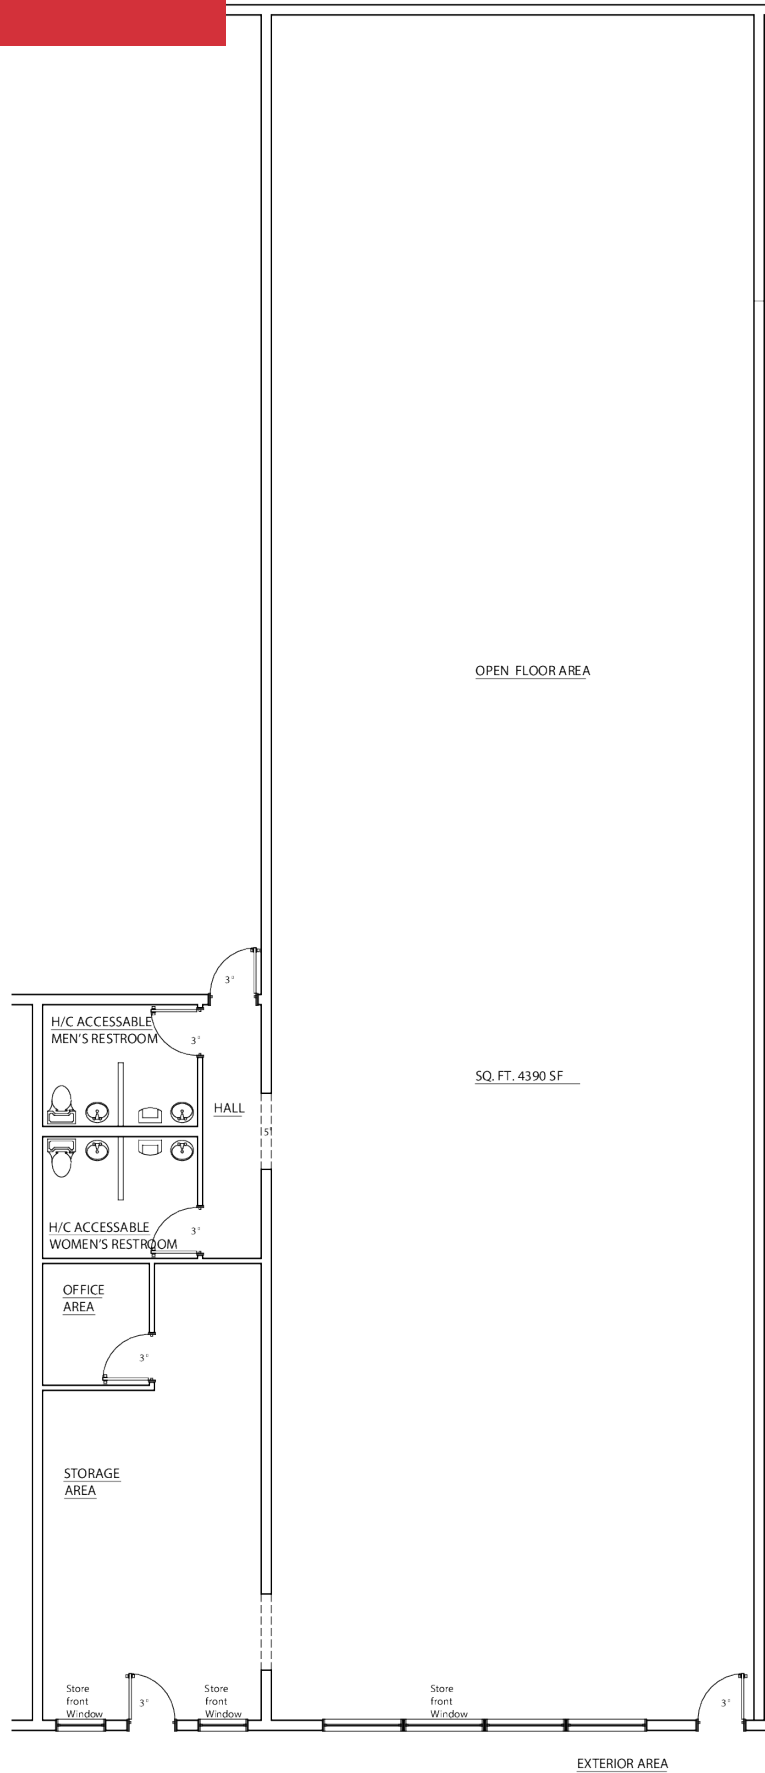 OPEN FLOOR AREA
3°
H/C ACCESSABLE
MEN'S RESTROOM
3°
SQ. FT. 4390 SF
HALL
5'
3°
H/C ACCESSABLE
WOMEN'S RESTROOM
OFFICE
AREA
3°
STORAGE
AREA
Store
front
Window
3°
Store
front
Window
Store
front
Window
3°
EXTERIOR AREA